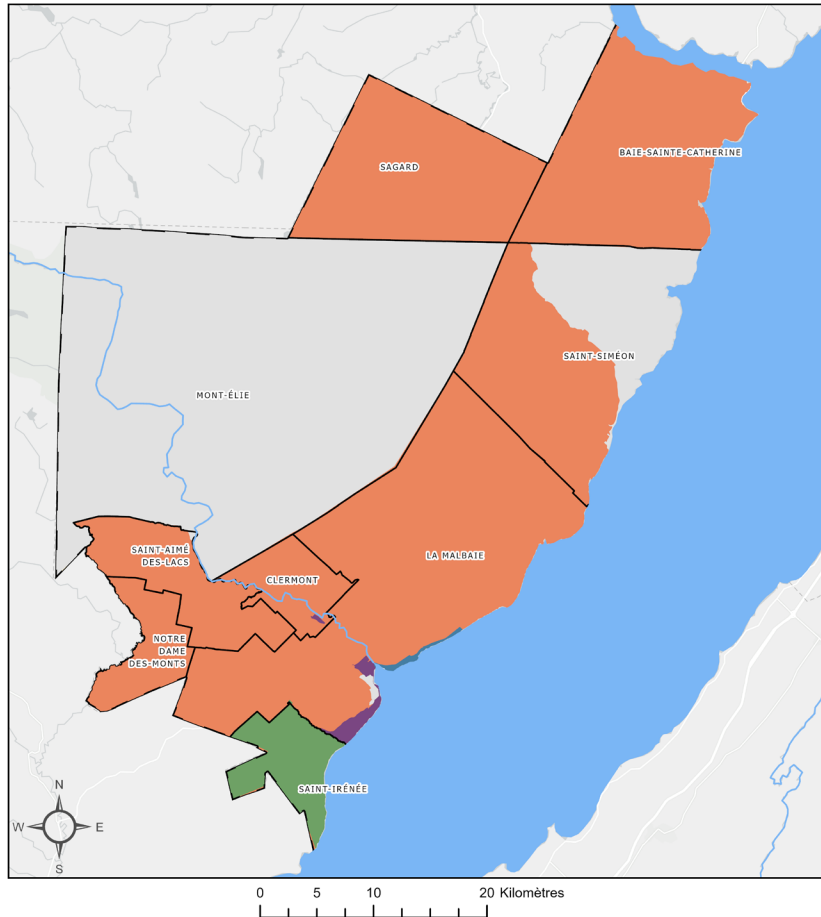 SAGARD
BAIE-SAINTE-CATHERINE
SAINT-SIMÉON
MONT-ÉLIE
SAINT-AIMÉ
DES-LACS
CLERMONT
LA MALBAIE
NOTRE
DAME
DES-MONTS
SAINT-IRÉNÉE
N
W
E
S
0 5 10 20 Kilomètres